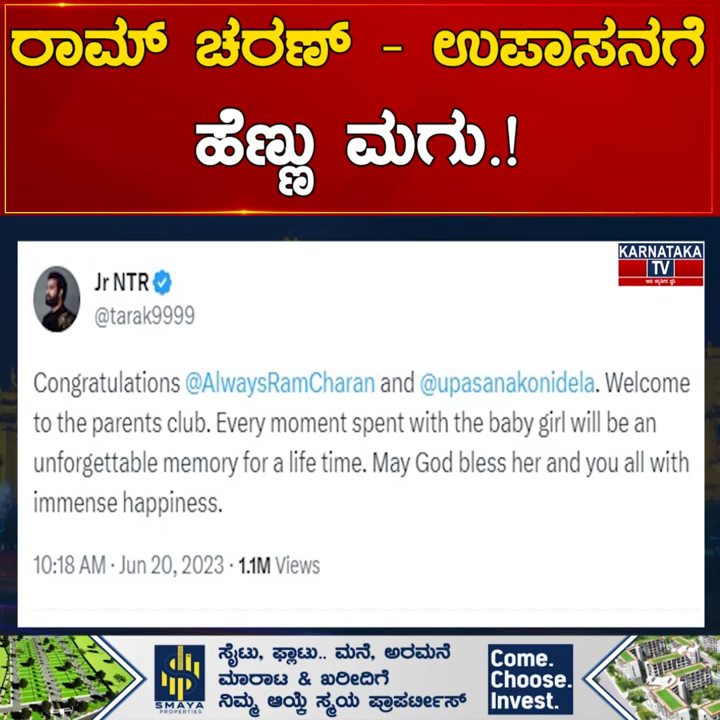 ರಾಮ್ ಚರಣ್ - ಉಪಾಸನಗೆ
ಹೆಣ್ಣು ಮಗು.!
KARNATAKA
TV
Jr NTR
@tarak9999
Congratulations @AlwaysRamCharan and @upasanakonidela. Welcome
to the parents club. Every moment spent with the baby girl will be an
unforgettable memory for a life time. May God bless her and you all with
immense happiness.
10:18 AM · Jun 20, 2023 · 1.1M Views
SMAYA
PROPERTIES
ಸೈಟು, ಫ್ಲಾಟು.. ಮನೆ, ಅರಮನೆ
ಮಾರಾಟ & ಖರೀದಿಗೆ
ನಿಮ್ಮ ಆಯ್ಕೆ ಸ್ಮಯ ಪ್ರಾಪರ್ಟೀಸ್
Come.
Choose.
Invest.